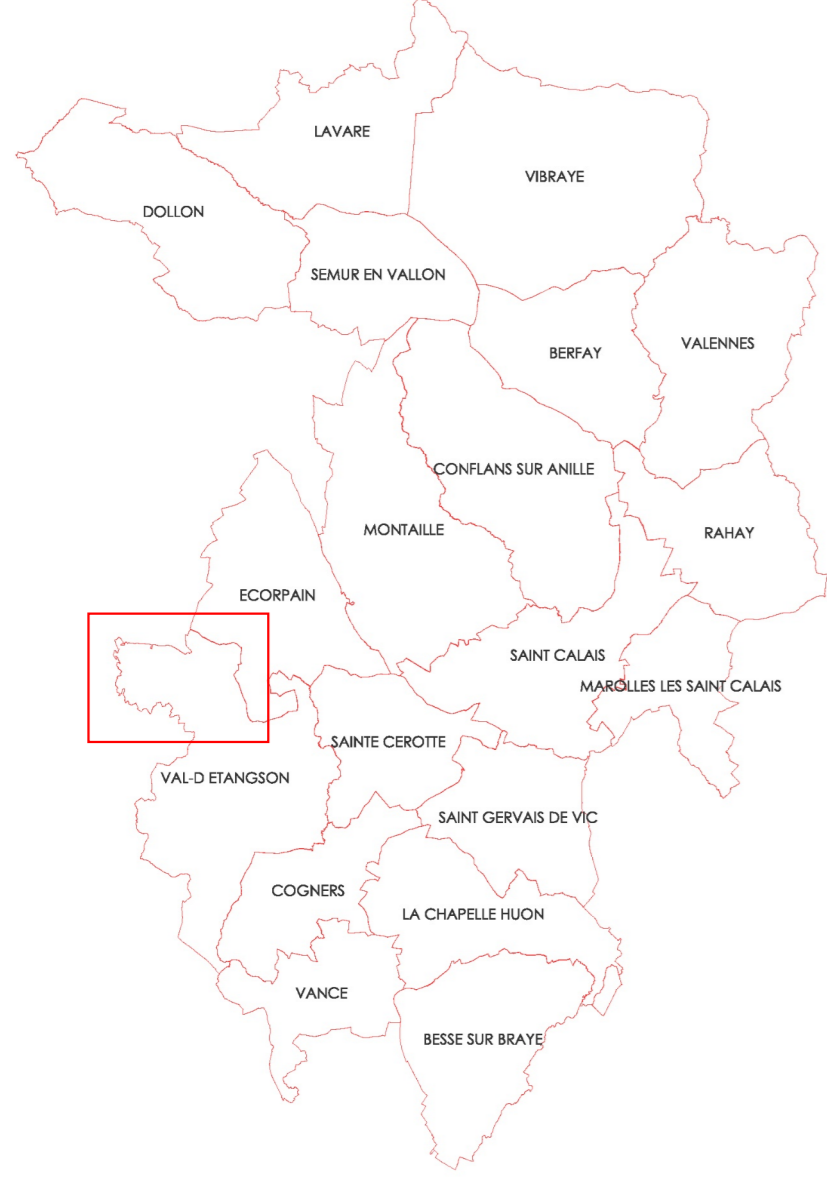 LAVARE
VIBRAYE
DOLLON
SEMUR EN VALLON
VALENNES
BERFAY
CONFLANS SUR ANILLE
MONTAILLE
RAHAY
ECORPAIN
SAINT CALAIS
MAROLLES LES SAINT CALAIS
SAINTE CEROTTE
VAL-D ETANGSON
SAINT GERVAIS DE VIC
COGNERS
LA CHAPELLE HUON
VANCE
BESSE SUR BRAYE